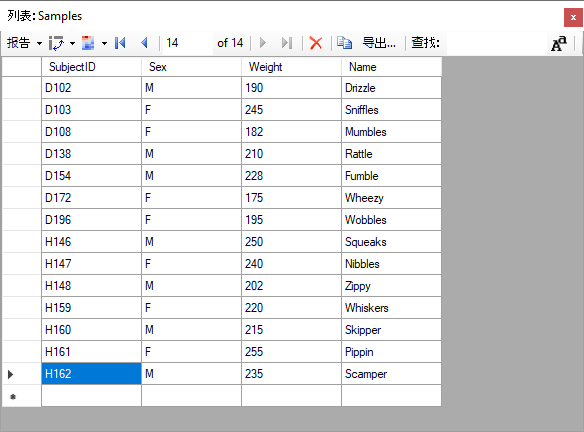 列表: Samples
报告 14 of 14 导出... 查找: Aa
SubjectID Sex Weight Name
D102 M 190 Drizzle
D103 F 245 Sniffles
D108 F 182 Mumbles
D138 M 210 Rattle
D154 M 228 Fumble
D172 F 175 Wheezy
D196 F 195 Wobbles
H146 M 250 Squeaks
H147 F 240 Nibbles
H148 M 202 Zippy
H159 F 220 Whiskers
H160 M 215 Skipper
H161 F 255 Pippin
H162 M 235 Scamper